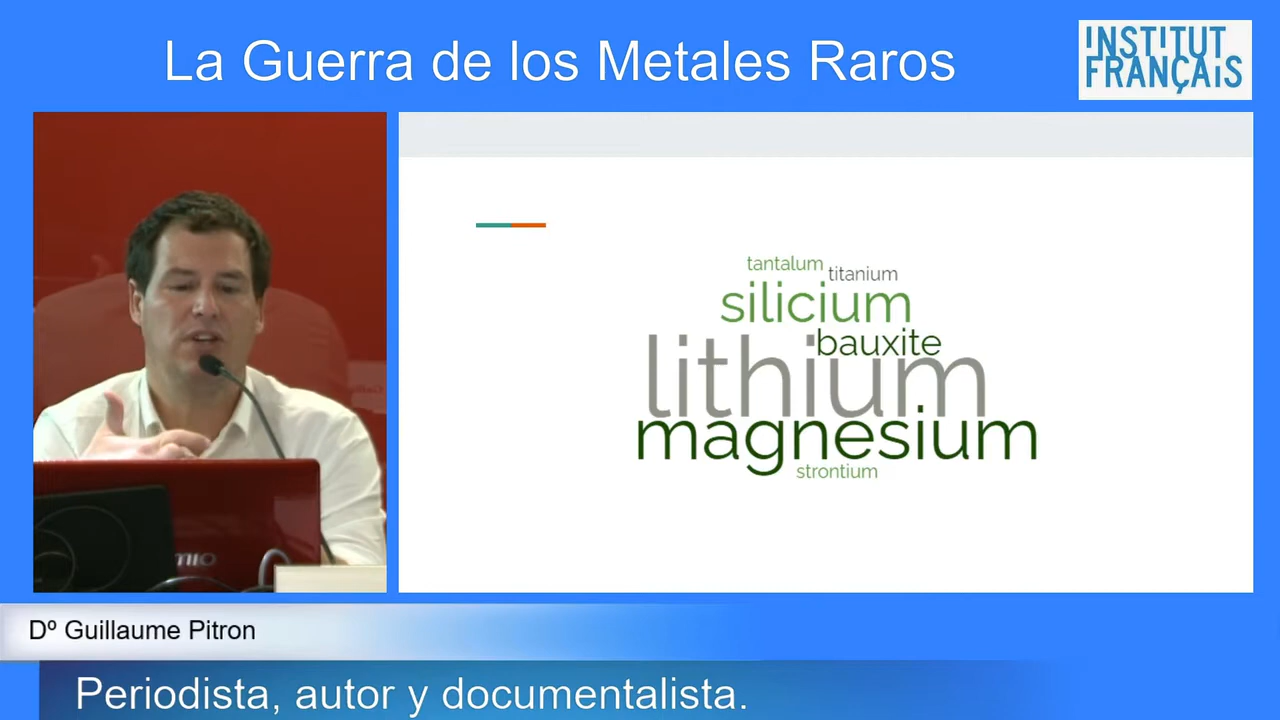 La Guerra de los Metales Raros
INSTITUT
FRANÇAIS
tantalum
titanium
silicium
bauxite
lithium
magnesium
strontium
Dº Guillaume Pitron
Periodista, autor y documentalista.